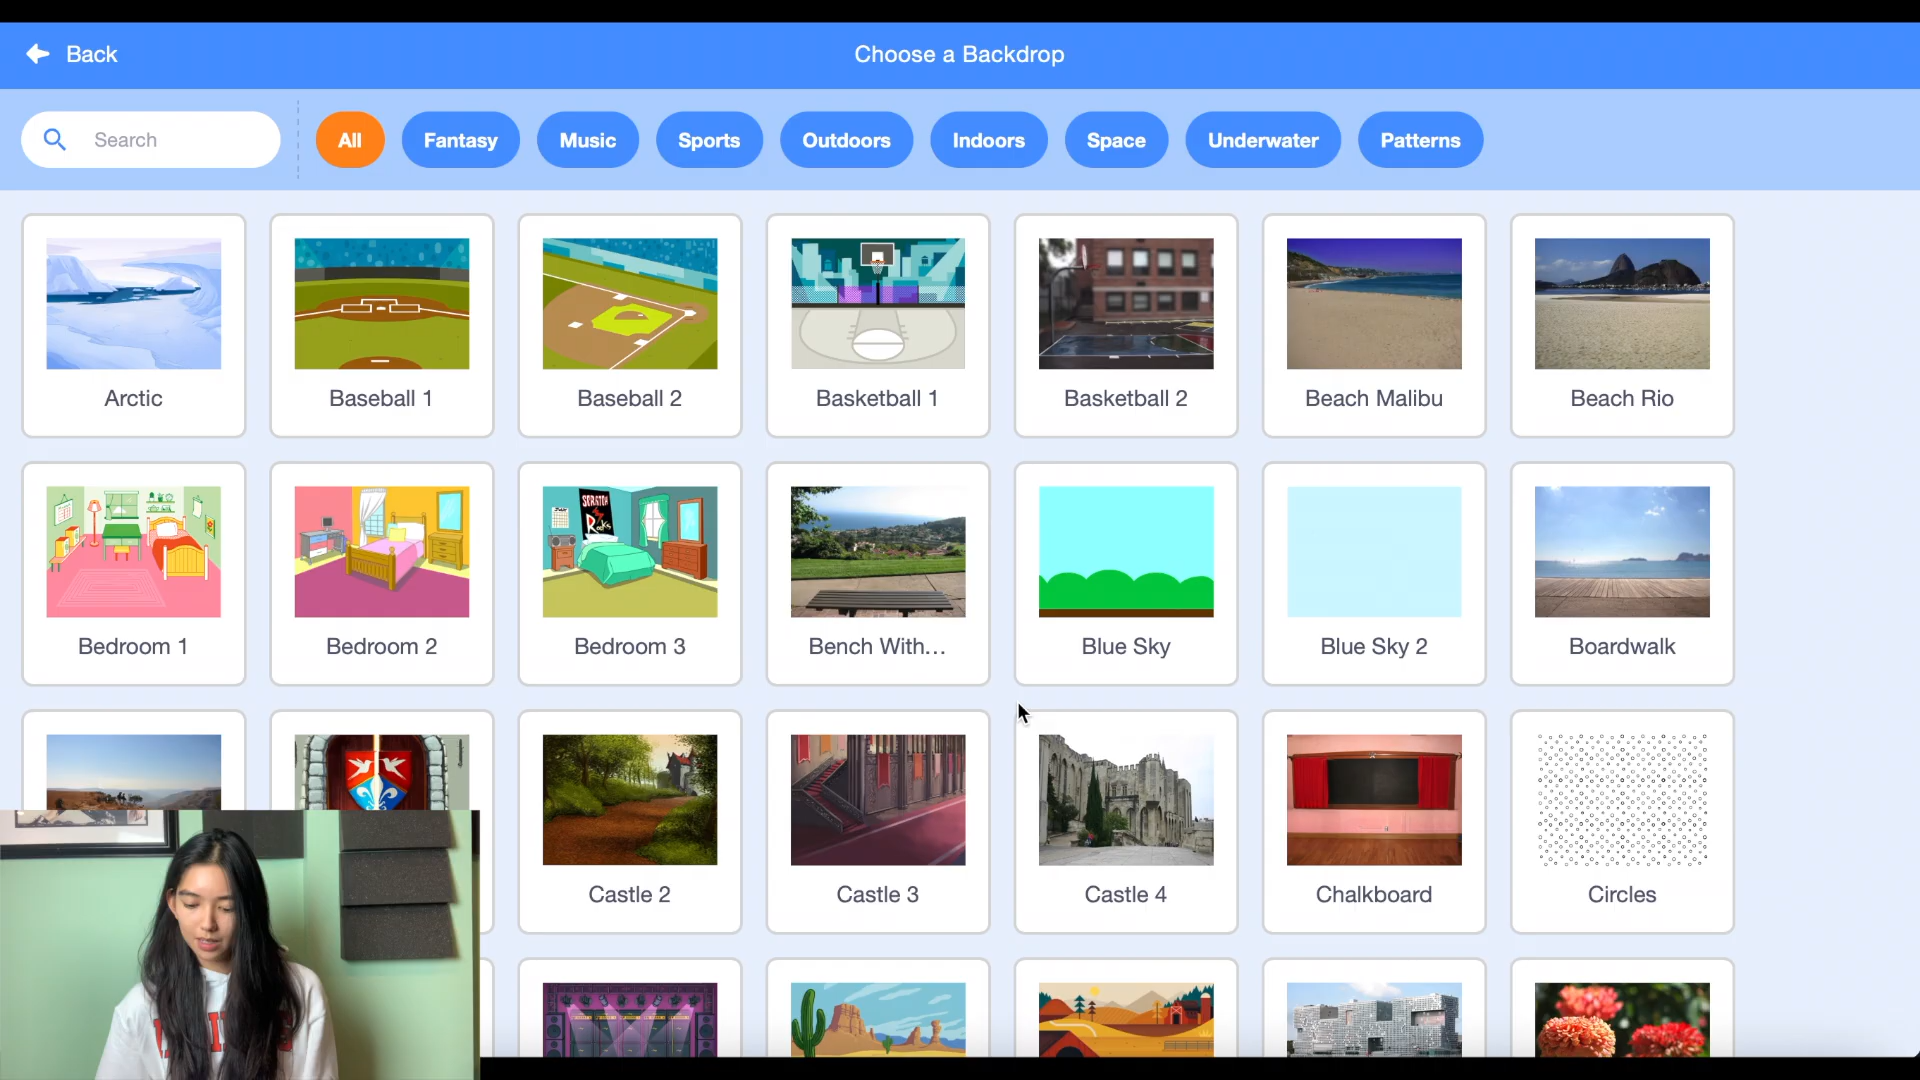 Back
Choose a Backdrop
Search
All
Fantasy
Music
Sports
Outdoors
Indoors
Space
Underwater
Patterns
Arctic
Baseball 1
Baseball 2
Basketball 1
Basketball 2
Beach Malibu
Beach Rio
SCRATCH
Rocks
Bedroom 1
Bedroom 2
Bedroom 3
Bench With...
Blue Sky
Blue Sky 2
Boardwalk
Castle 2
Castle 3
Castle 4
Chalkboard
Circles